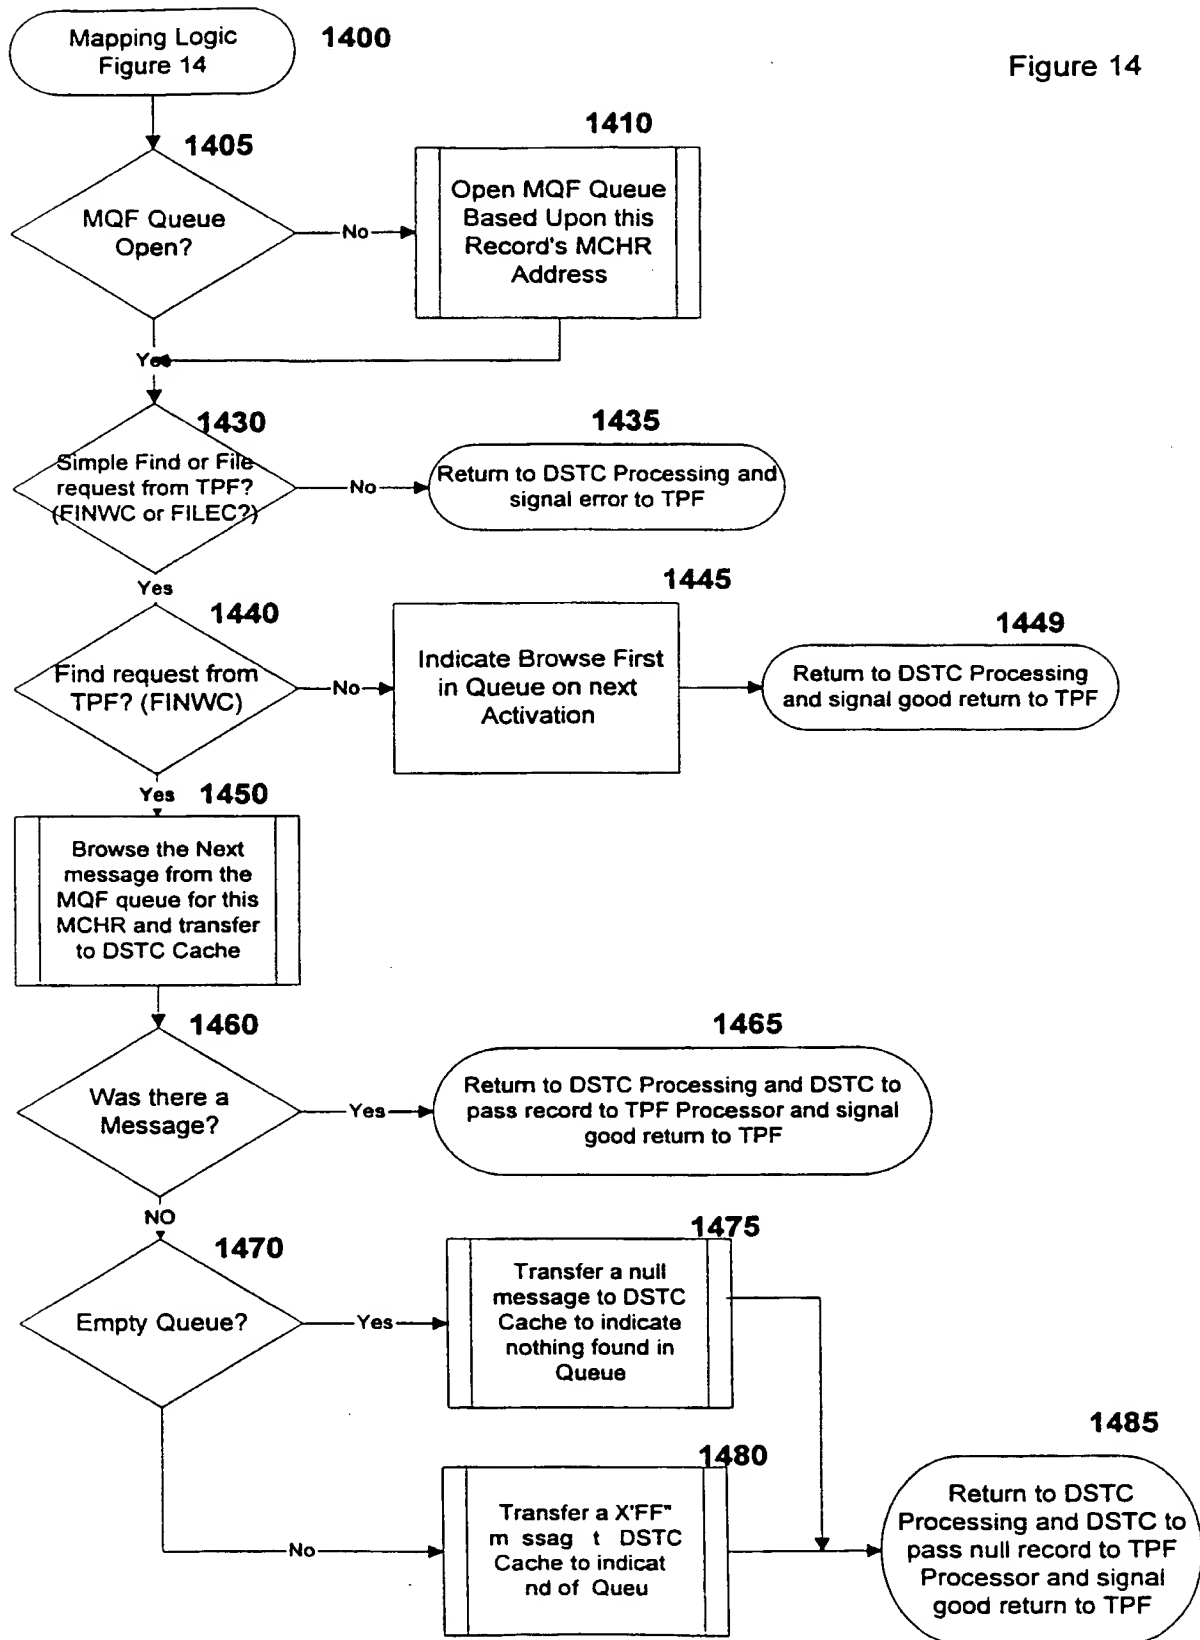 Mapping Logic
Figure 14
1400
Figure 14
1405
MQF Queue
Open?
No
1410
Open MQF Queue
Based Upon this
Record's MCHR
Address
Yes
1430
Simple Find or File
request from TPF?
(FINWC or FILEC?)
No
1435
Return to DSTC Processing and
signal error to TPF
Yes
1440
Find request from
TPF? (FINWC)
No
1445
Indicate Browse First
in Queue on next
Activation
1449
Return to DSTC Processing
and signal good return to TPF
Yes
1450
Browse the Next
message from the
MQF queue for this
MCHR and transfer
to DSTC Cache
1460
Was there a
Message?
Yes
1465
Return to DSTC Processing and DSTC to
pass record to TPF Processor and signal
good return to TPF
NO
1470
Empty Queue?
Yes
1475
Transfer a null
message to DSTC
Cache to indicate
nothing found in
Queue
No
1480
Transfer a X'FF"
m ssag t DSTC
Cache to indicat
nd of Queu
1485
Return to DSTC
Processing and DSTC to
pass null record to TPF
Processor and signal
good return to TPF